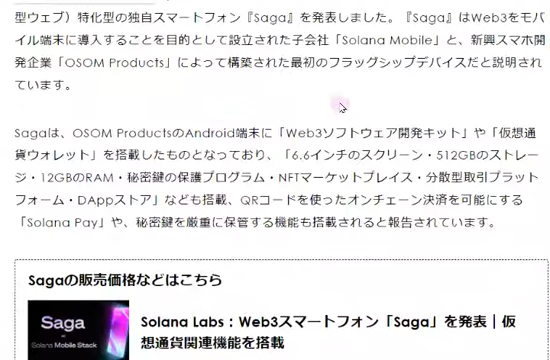 型ウェブ）特化型の独自スマートフォン『Saga』を発表しました。『Saga』はWeb3をモバ
イル端末に導入することを目的として設立された子会社「Solana Mobile」と、新興スマホ開
発企業「OSOM Products」によって構築された最初のフラッグシップデバイスだと説明され
ています。
Sagaは、OSOM ProductsのAndroid端末に「Web3ソフトウェア開発キット」や「仮想通
貨ウォレット」を搭載したものとなっており、「6.6インチのスクリーン・512GBのストレー
ジ・12GBのRAM・秘密鍵の保護プログラム・NFTマーケットプレイス・分散型取引プラット
フォーム・DAppストア」なども搭載、QRコードを使ったオンチェーン決済を可能にする
「Solana Pay」や、秘密鍵を厳重に保管する機能も搭載されると報告されています。
Sagaの販売価格などはこちら
Saga
Solana Mobile Stack
Solana Labs：Web3スマートフォン「Saga」を発表｜仮
想通貨関連機能を搭載